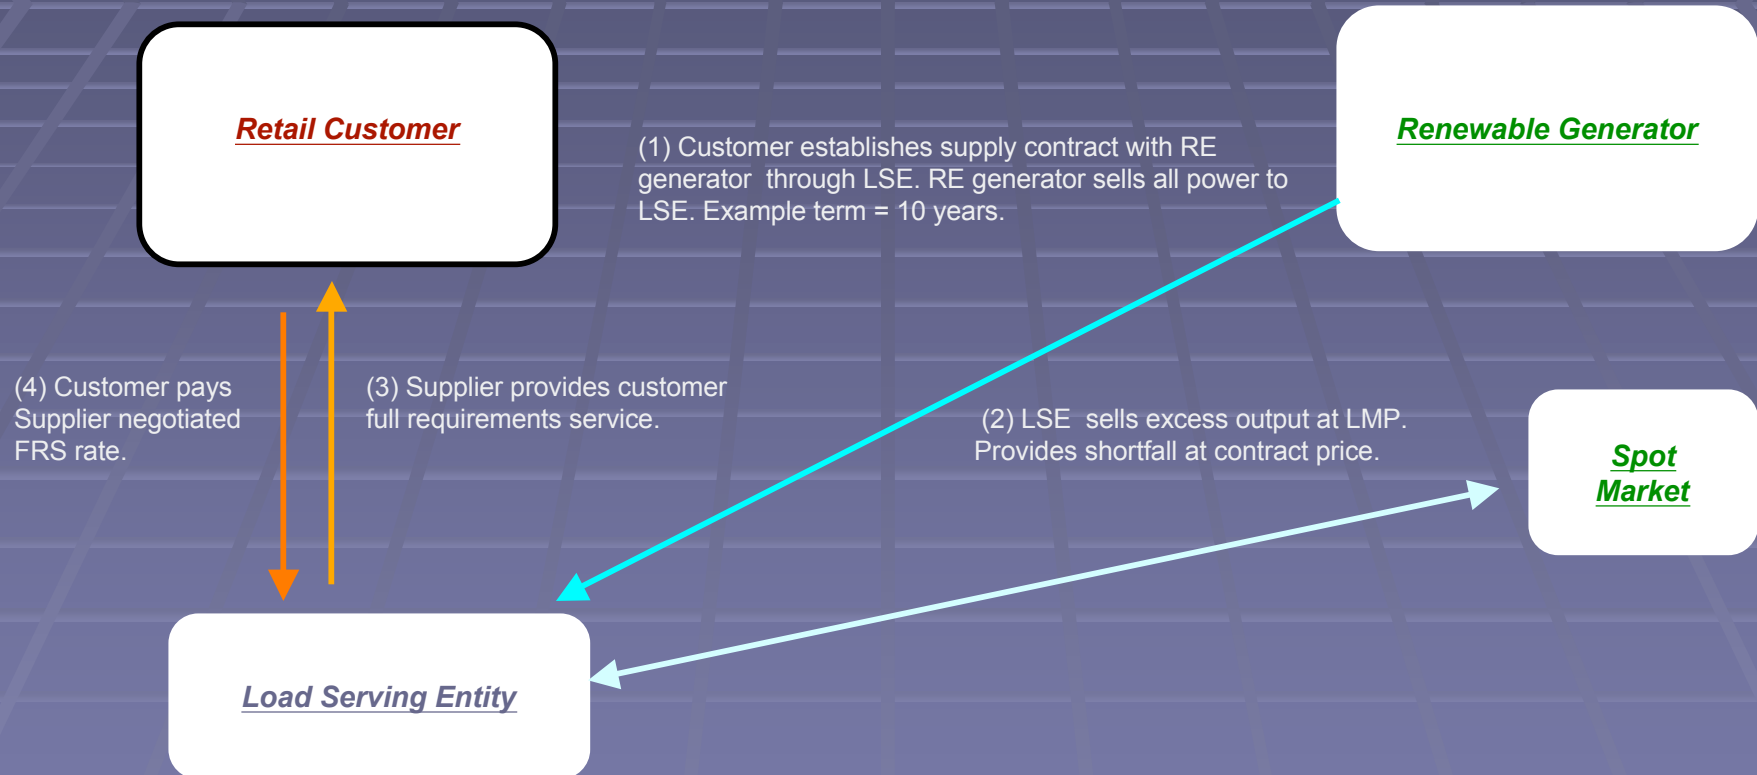 Retail Customer
Renewable Generator
(1) Customer establishes supply contract with RE
generator  through LSE. RE generator sells all power to
LSE. Example term = 10 years.
(4) Customer pays
Supplier negotiated
FRS rate.
(3) Supplier provides customer
full requirements service.
(2) LSE  sells excess output at LMP.
Provides shortfall at contract price.
Spot
Market
Load Serving Entity